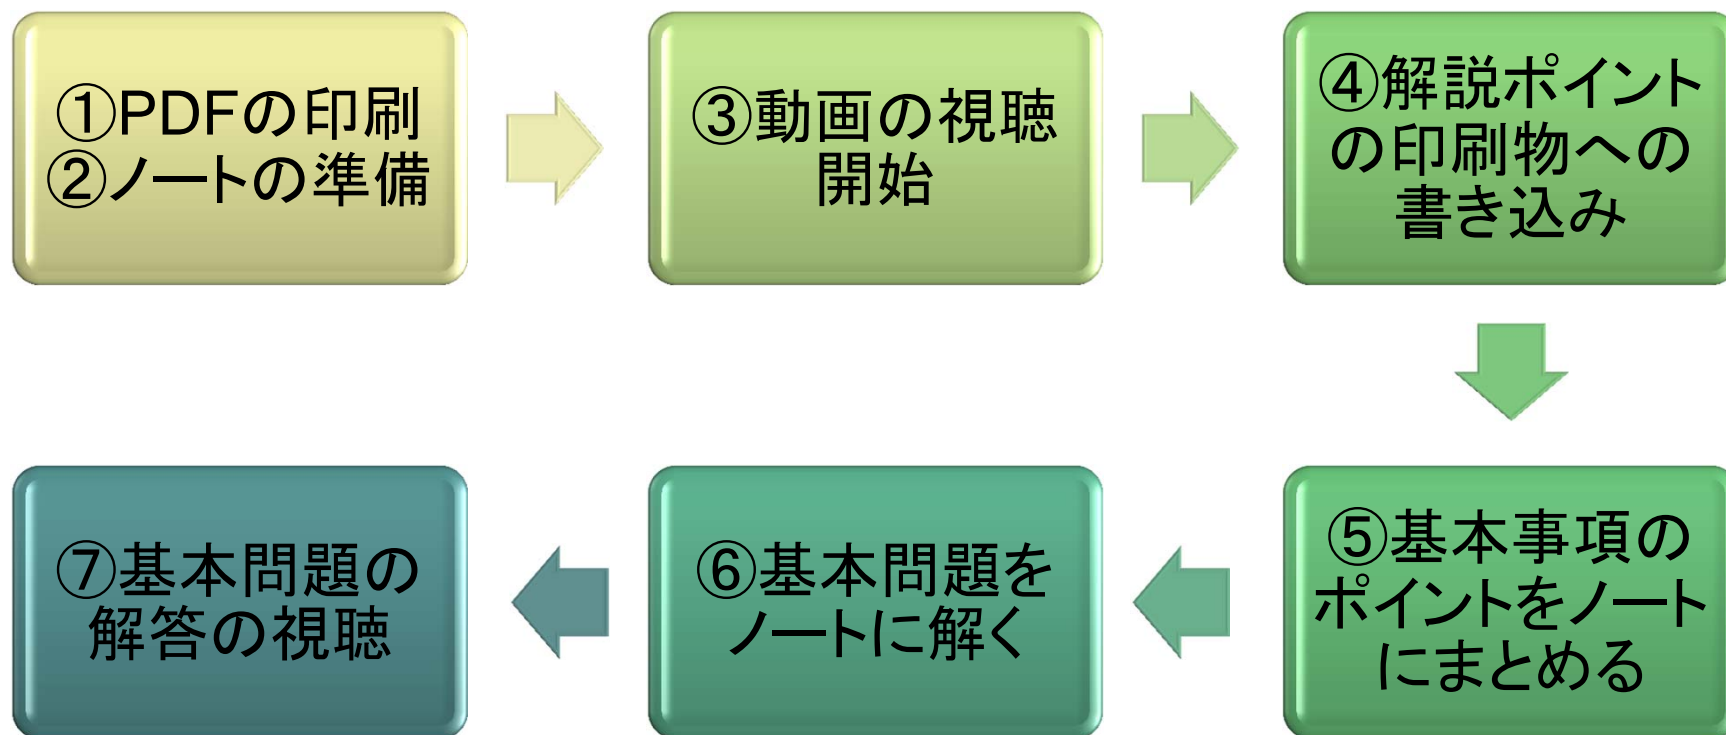 ①PDFの印刷
②ノートの準備
③動画の視聴
開始
④解説ポイント
の印刷物への
書き込み
⑤基本事項の
ポイントをノート
にまとめる
⑥基本問題を
ノートに解く
⑦基本問題の
解答の視聴